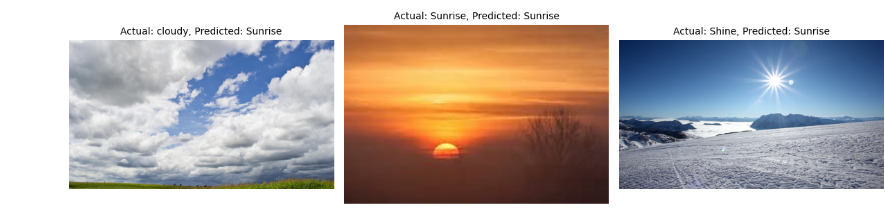 Actual: cloudy, Predicted: Sunrise
Actual: Sunrise, Predicted: Sunrise
Actual: Shine, Predicted: Sunrise